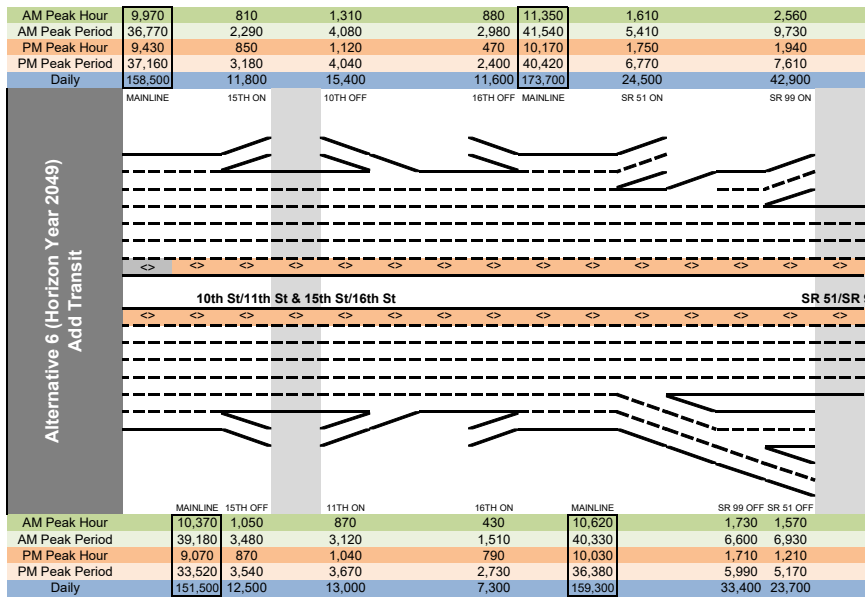 AM Peak Hour 9,970 810 1,310 880 11,350 1,610 2,560
AM Peak Period 36,770 2,290 4,080 2,980 41,540 5,410 9,730
PM Peak Hour 9,430 850 1,120 470 10,170 1,750 1,940
PM Peak Period 37,160 3,180 4,040 2,400 40,420 6,770 7,610
Daily 158,500 11,800 15,400 11,600 173,700 24,500 42,900
MAINLINE 15TH ON 10TH OFF 16TH OFF MAINLINE SR 51 ON SR 99 ON
Alternative 6 (Horizon Year 2049)
Add Transit
<> <> <> <> <> <> <> <> <> <> <> <> <> <> <>
10th St/11th St & 15th St/16th St SR 51/SR 9
<> <> <> <> <> <> <> <> <> <> <> <> <> <> <>
MAINLINE 15TH OFF 11TH ON 16TH ON MAINLINE SR 99 OFF SR 51 OFF
AM Peak Hour 10,370 1,050 870 430 10,620 1,730 1,570
AM Peak Period 39,180 3,480 3,120 1,510 40,330 6,600 6,930
PM Peak Hour 9,070 870 1,040 790 10,030 1,710 1,210
PM Peak Period 33,520 3,540 3,670 2,730 36,380 5,990 5,170
Daily 151,500 12,500 13,000 7,300 159,300 33,400 23,700